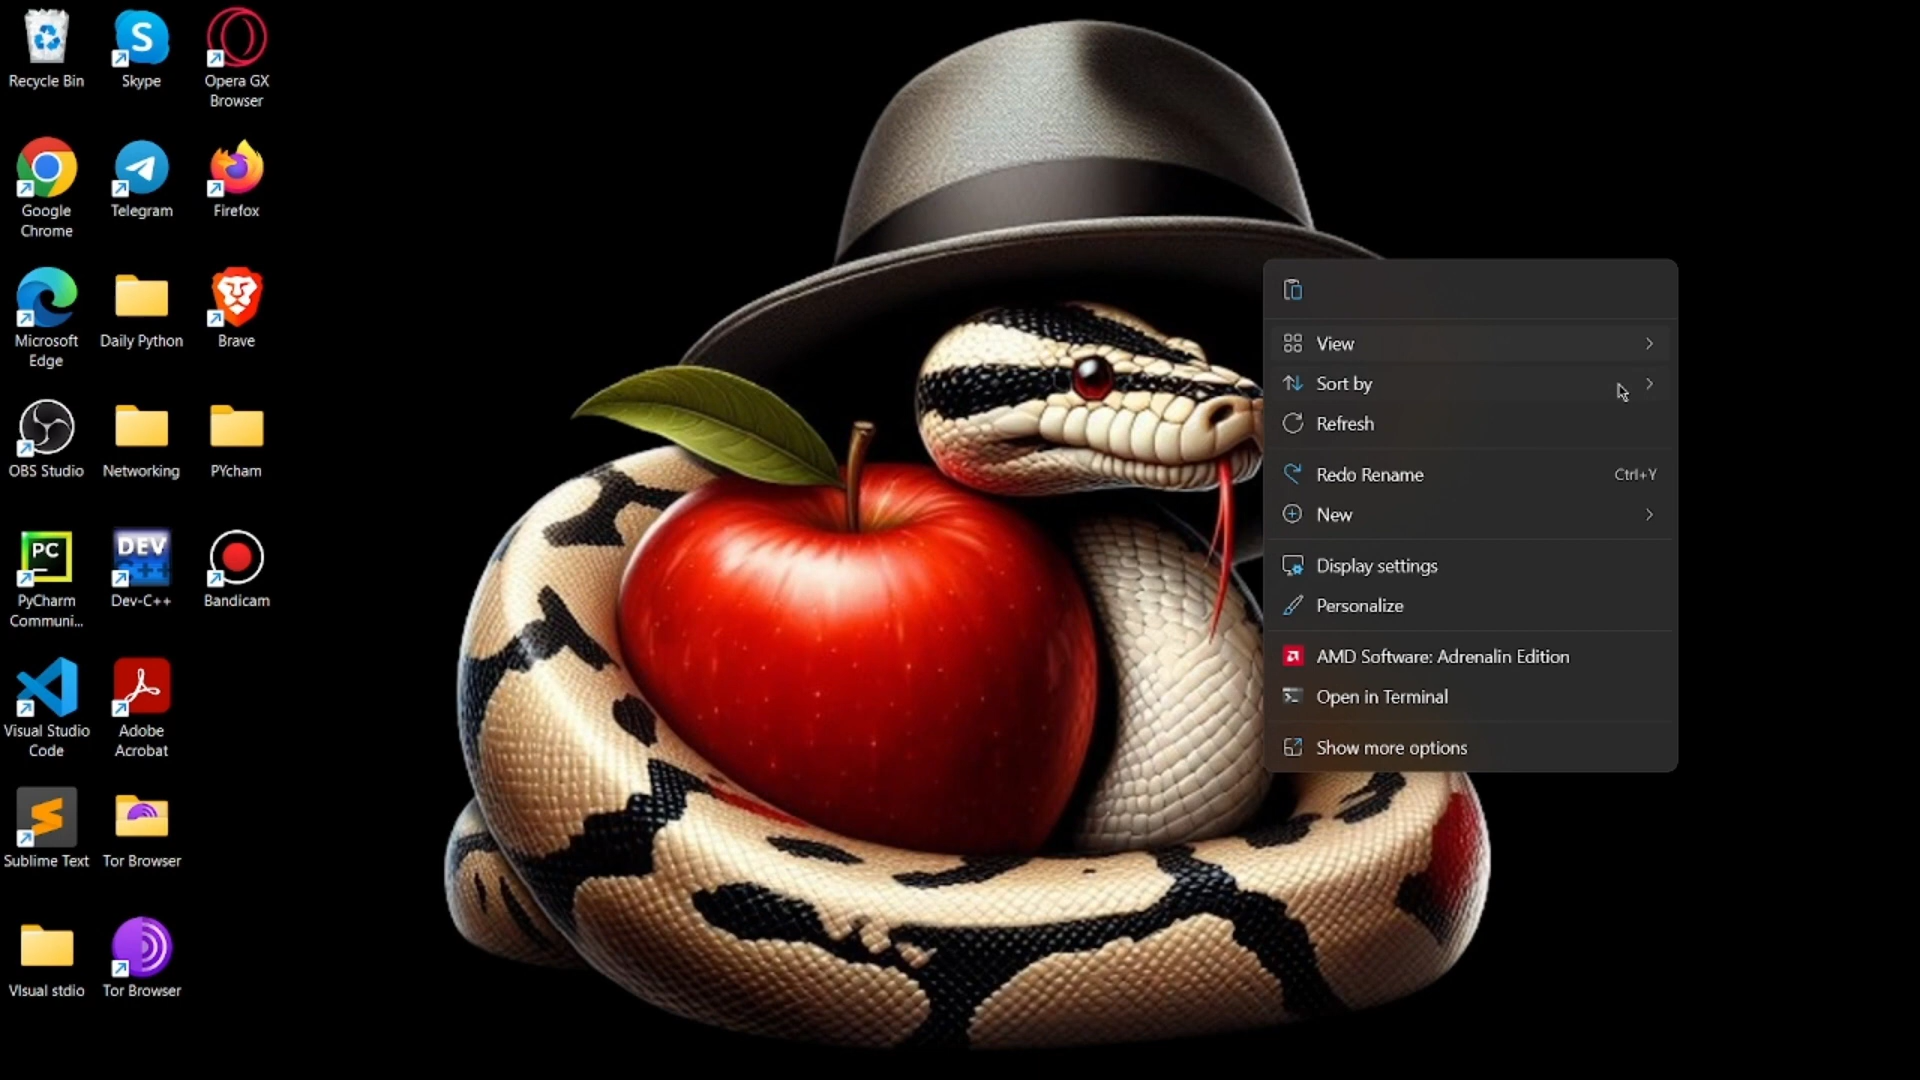 Recycle Bin
Skype
Opera GX
Browser
Google
Chrome
Telegram
Firefox
Microsoft
Edge
Daily Python
Brave
OBS Studio
Networking
PYcham
PC
PyCharm
Communi...
DEV
C++
Dev-C++
Bandicam
Visual Studio
Code
Adobe
Acrobat
Sublime Text
Tor Browser
VIsual stdio
Tor Browser
View
Sort by
Refresh
Redo Rename Ctrl+Y
New
Display settings
Personalize
AMD Software: Adrenalin Edition
Open in Terminal
Show more options